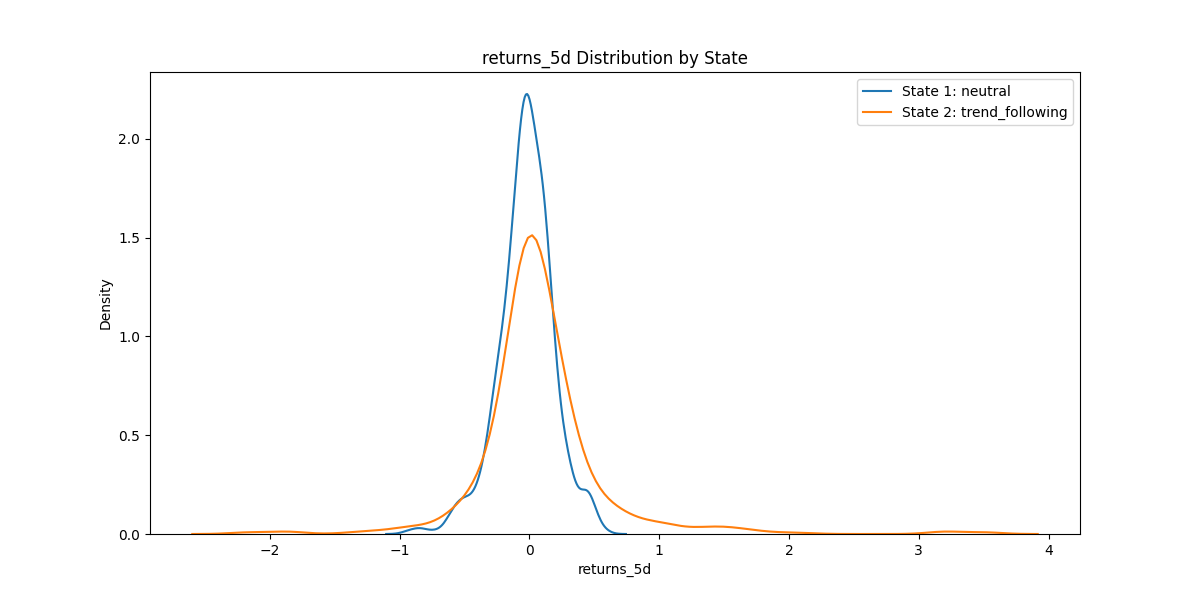 returns_5d Distribution by State
State 1: neutral
State 2: trend_following
2.0
1.5
1.0
0.5
0.0
Density
−2
−1
0
1
2
3
4
returns_5d